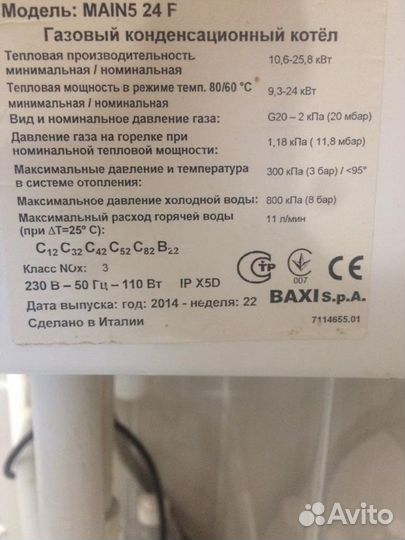 Модель: MAIN5 24 F
Газовый конденсационный котёл
Тепловая производительность
минимальная / номинальная
10,6-25,8 кВт
Тепловая мощность в режиме темп. 80/60 °C
минимальная / номинальная
9,3-24 кВт
Вид и номинальное давление газа:
G20 – 2 кПа (20 мбар)
Давление газа на горелке при
номинальной тепловой мощности:
1,18 кПа ( 11,8 мбар)
Максимальные давление и температура
в системе отопления:
300 кПа (3 бар) / <95°
Максимальное давление холодной воды:
800 кПа (8 бар)
Максимальный расход горячей воды
(при ΔT=25° C):
11 л/мин
C12 C32 C42 C52 C82 B22
Класс NOx: 3
230 В – 50 Гц – 110 Вт IP X5D
СТР
007
CE
Дата выпуска: год: 2014 - неделя: 22
BAXI S.p.A.
Сделано в Италии
7114655.01
Avito